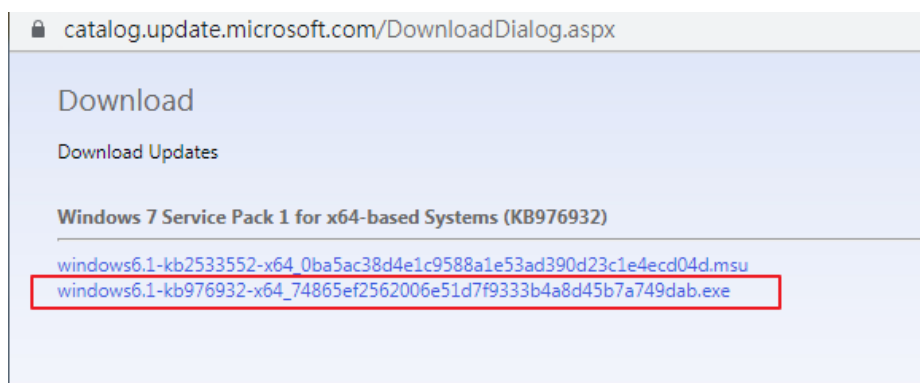 catalog.update.microsoft.com/DownloadDialog.aspx
Download
Download Updates
Windows 7 Service Pack 1 for x64-based Systems (KB976932)
windows6.1-kb2533552-x64_0ba5ac38d4e1c9588a1e53ad390d23c1e4ecd04d.msu
windows6.1-kb976932-x64_74865ef2562006e51d7f9333b4a8d45b7a749dab.exe